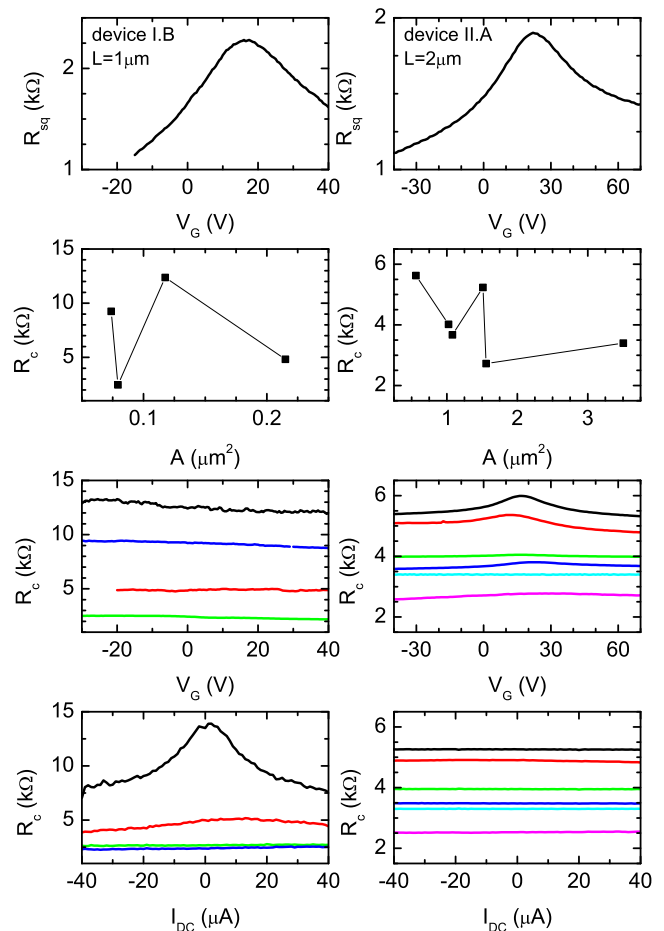 device I.B
L=1μm
R_sq (kΩ)
2
1
-20 0 20 40
V_G (V)
device II.A
L=2μm
R_sq (kΩ)
2
1
-30 0 30 60
V_G (V)
R_c (kΩ)
15
10
5
0.1 0.2
A (μm²)
R_c (kΩ)
6
4
2
1 2 3
A (μm²)
R_c (kΩ)
15
10
5
-20 0 20 40
V_G (V)
R_c (kΩ)
6
4
2
-30 0 30 60
V_G (V)
R_c (kΩ)
15
10
5
-40 -20 0 20 40
I_DC (μA)
R_c (kΩ)
6
4
2
-40 -20 0 20 40
I_DC (μA)